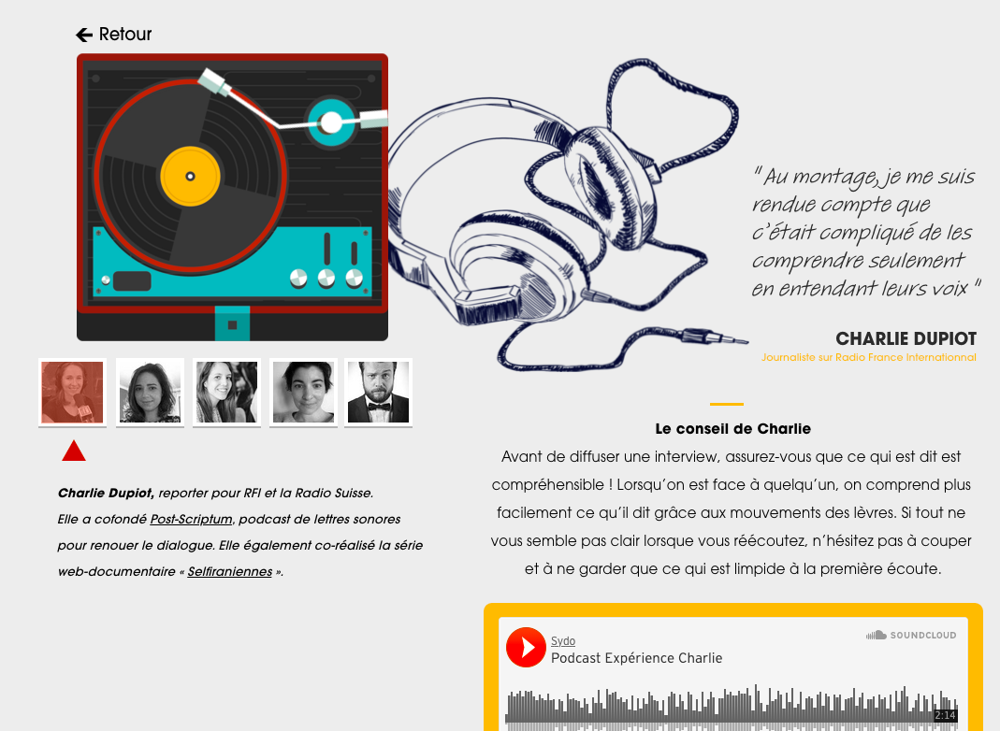 Retour
" Au montage, je me suis
rendue compte que
c'était compliqué de les
comprendre seulement
en entendant leurs voix "
CHARLIE DUPIOT
Journaliste sur Radio France Internationnal
Charlie Dupiot, reporter pour RFI et la Radio Suisse.
Elle a cofondé Post-Scriptum, podcast de lettres sonores
pour renouer le dialogue. Elle également co-réalisé la série
web-documentaire « Selfiraniennes ».
Le conseil de Charlie
Avant de diffuser une interview, assurez-vous que ce qui est dit est
compréhensible ! Lorsqu'on est face à quelqu'un, on comprend plus
facilement ce qu'il dit grâce aux mouvements des lèvres. Si tout ne
vous semble pas clair lorsque vous réécoutez, n'hésitez pas à couper
et à ne garder que ce qui est limpide à la première écoute.
Sydo
SOUNDCLOUD
Podcast Expérience Charlie
2:14